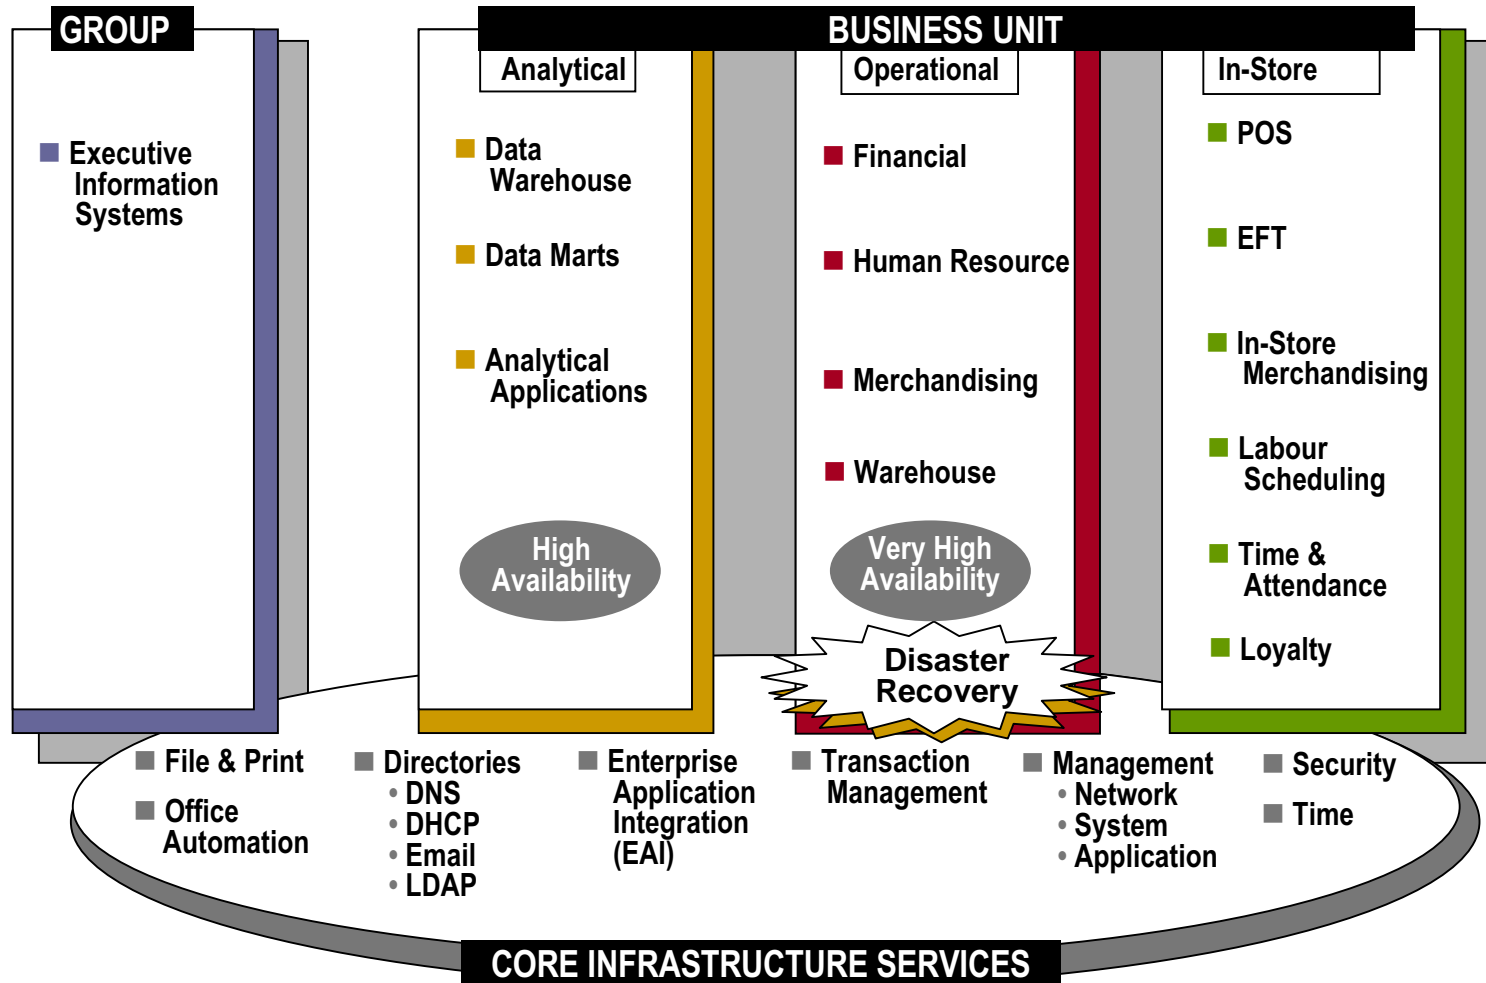 GROUP
Executive
Information
Systems
BUSINESS UNIT
Analytical
Data
Warehouse
Data Marts
Analytical
Applications
High
Availability
Operational
Financial
Human Resource
Merchandising
Warehouse
Very High
Availability
Disaster
Recovery
In-Store
POS
EFT
In-Store
Merchandising
Labour
Scheduling
Time &
Attendance
Loyalty
File & Print
Office
Automation
Directories
• DNS
• DHCP
• Email
• LDAP
Enterprise
Application
Integration
(EAI)
Transaction
Management
Management
• Network
• System
• Application
Security
Time
CORE INFRASTRUCTURE SERVICES